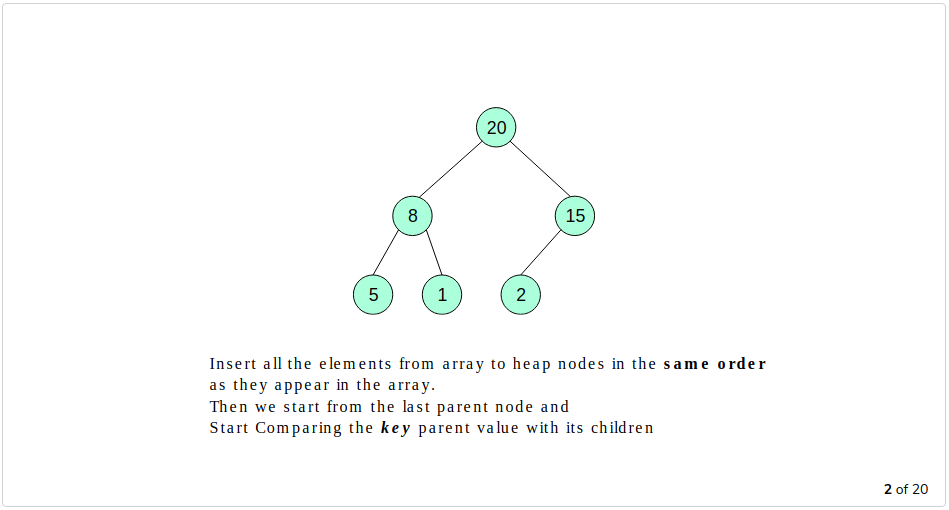 20
8 15
5 1 2
Insert all the elements from array to heap nodes in the same order
as they appear in the array.
Then we start from the last parent node and
Start Comparing the key parent value with its children
2 of 20